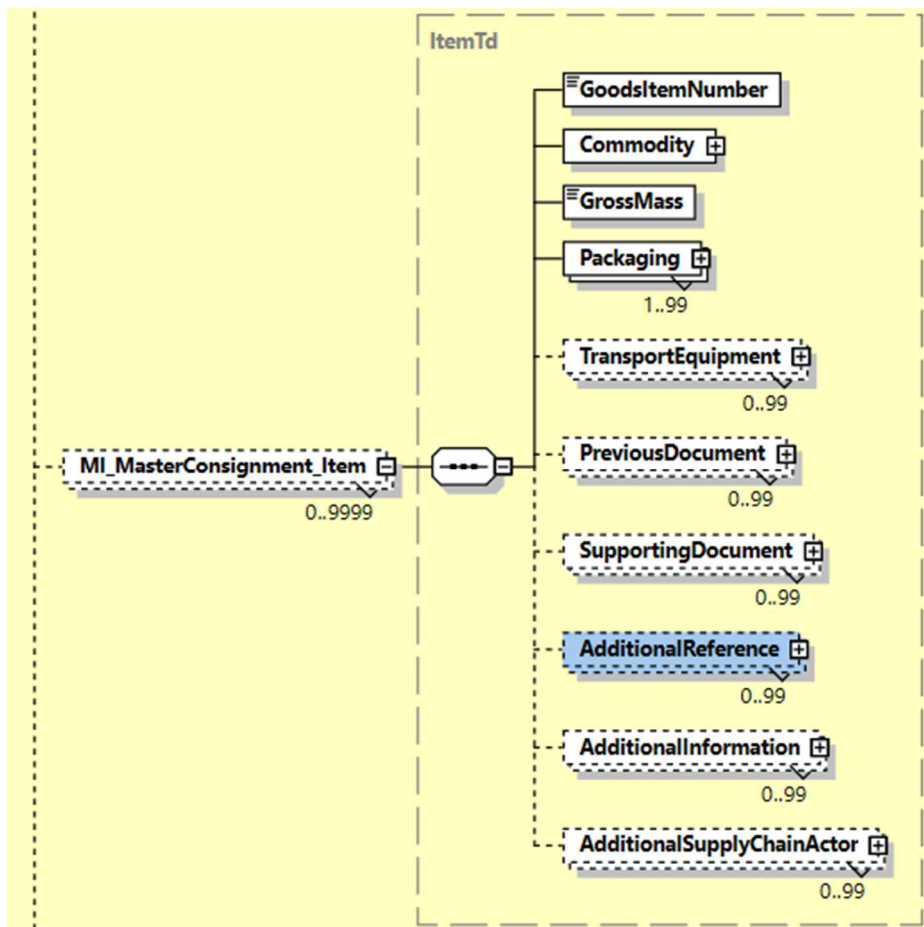 ItemTd
GoodsItemNumber
Commodity
GrossMass
Packaging
1..99
TransportEquipment
0..99
MI_MasterConsignment_Item
0..9999
PreviousDocument
0..99
SupportingDocument
0..99
AdditionalReference
0..99
AdditionalInformation
0..99
AdditionalSupplyChainActor
0..99